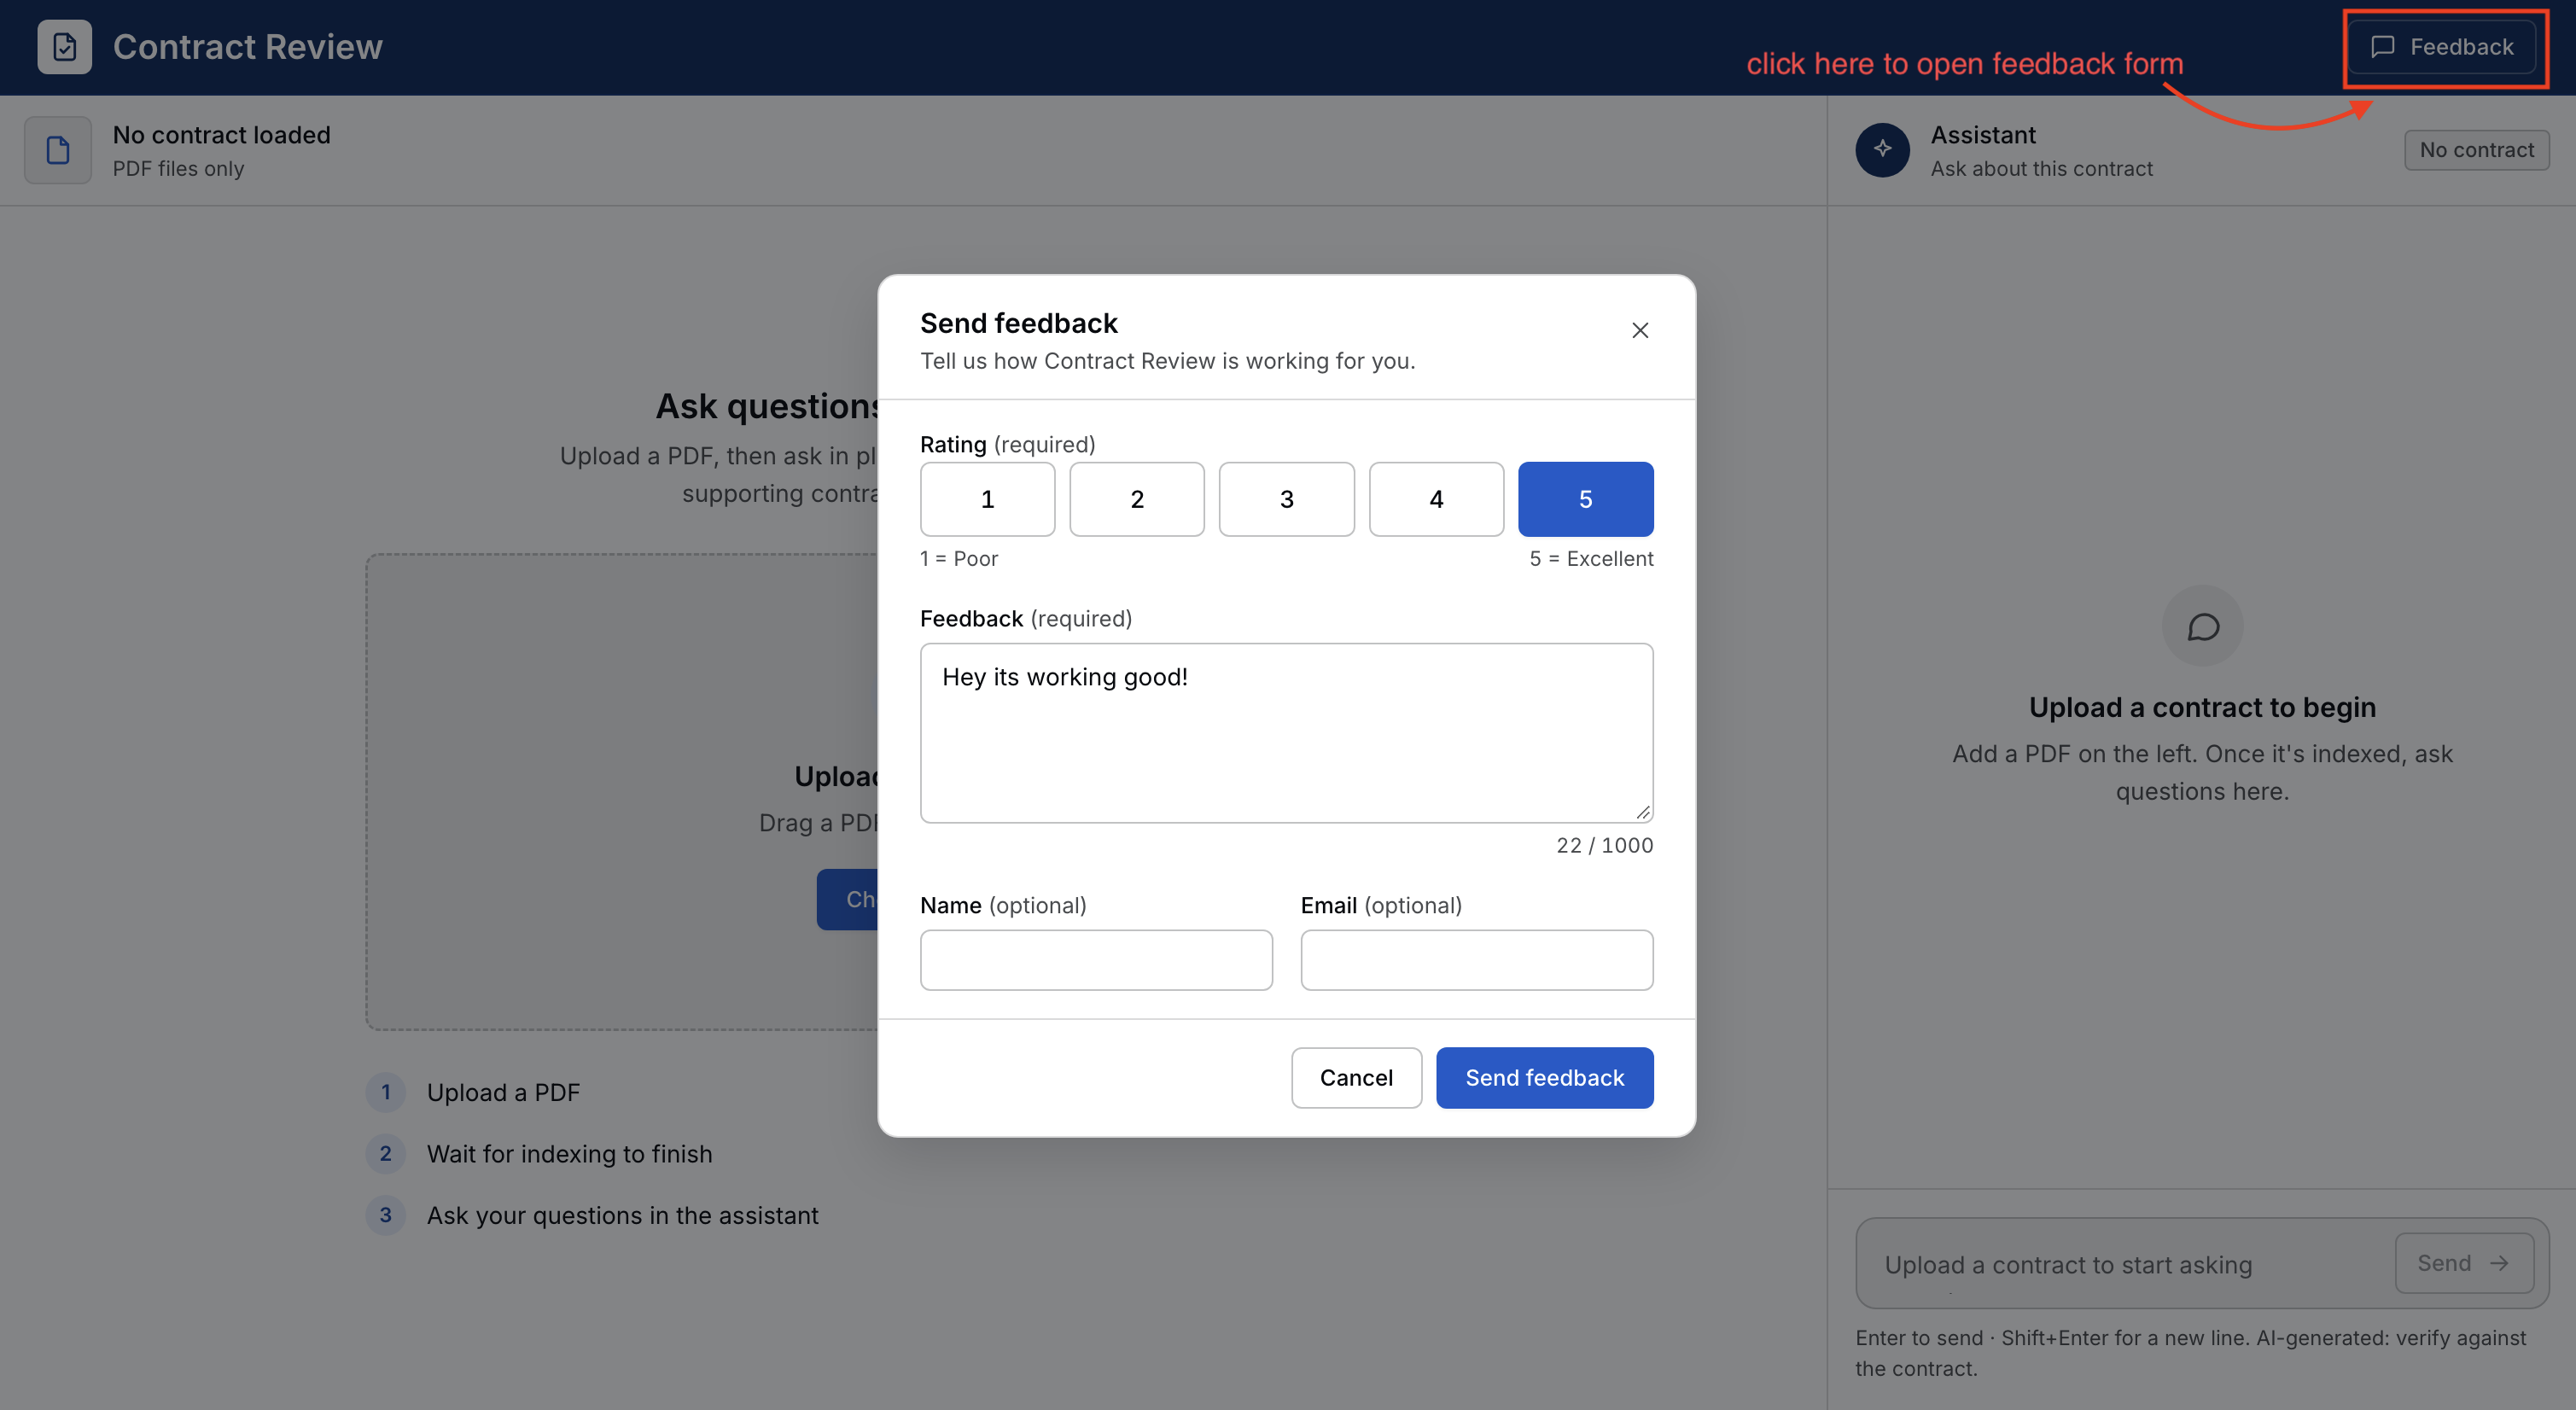 Contract Review
click here to open feedback form
Feedback
No contract loaded
PDF files only
Assistant
Ask about this contract
No contract
Send feedback
Tell us how Contract Review is working for you.
Ask questions
Upload a PDF, then ask in
supporting
Rating (required)
1
2
3
4
5
1 = Poor
5 = Excellent
Feedback (required)
Hey its working good!
22 / 1000
Drag a
Name (optional)
Email (optional)
Cancel
Send feedback
1 Upload a PDF
2 Wait for indexing to finish
3 Ask your questions in the assistant
Upload a contract to begin
Add a PDF on the left. Once it's indexed, ask
questions here.
Upload a contract to start asking
Send
Enter to send · Shift+Enter for a new line. AI-generated: verify against
the contract.